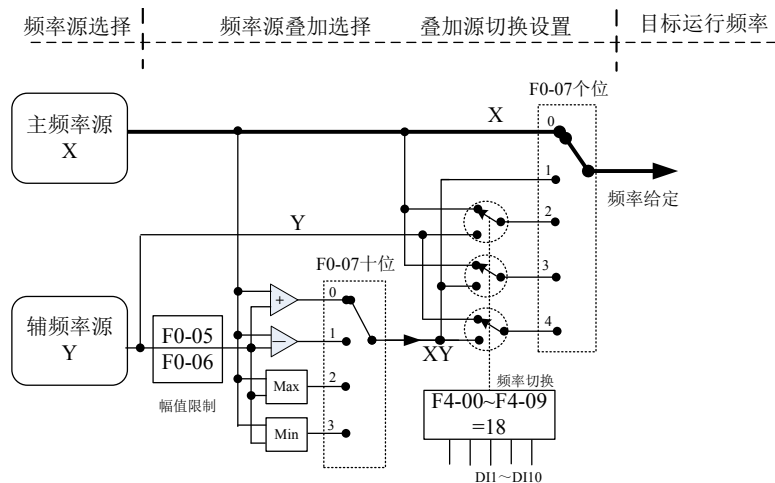 频率源选择
频率源叠加选择
叠加源切换设置
目标运行频率
F0-07个位
主频率源
X
X
0
1
频率给定
Y
2
F0-07十位
3
辅频率源
Y
F0-05
F0-06
幅值限制
+
−
Max
Min
0
1
2
3
XY
4
频率切换
F4-00~F4-09
=18
DI1～DI10